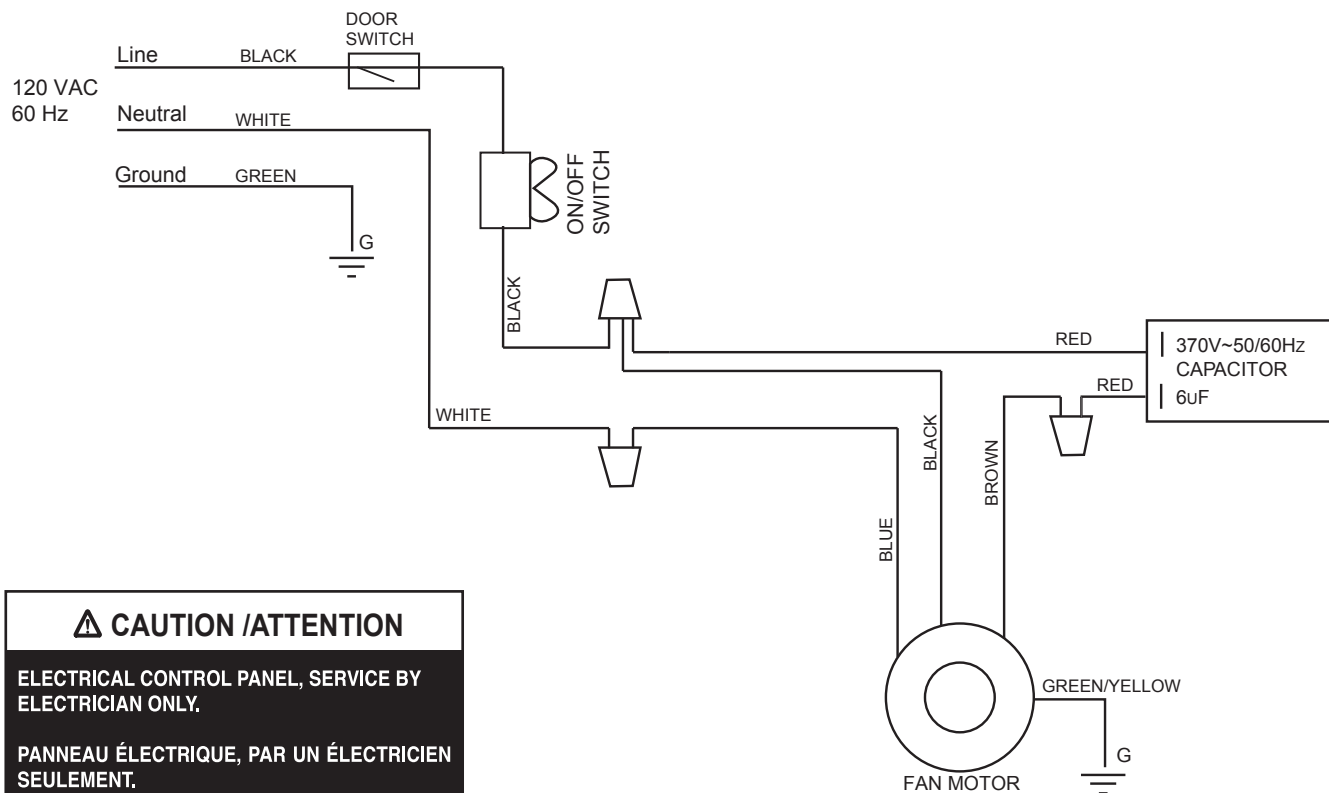 DOOR
SWITCH
Line
BLACK
120 VAC
60 Hz
Neutral
WHITE
Ground
GREEN
G
ON/OFF
SWITCH
BLACK
RED
370V~50/60Hz
CAPACITOR
RED
6UF
WHITE
BLACK
BROWN
BLUE
⚠ CAUTION /ATTENTION
ELECTRICAL CONTROL PANEL, SERVICE BY
ELECTRICIAN ONLY.
PANNEAU ÉLECTRIQUE, PAR UN ÉLECTRICIEN
SEULEMENT.
GREEN/YELLOW
G
FAN MOTOR